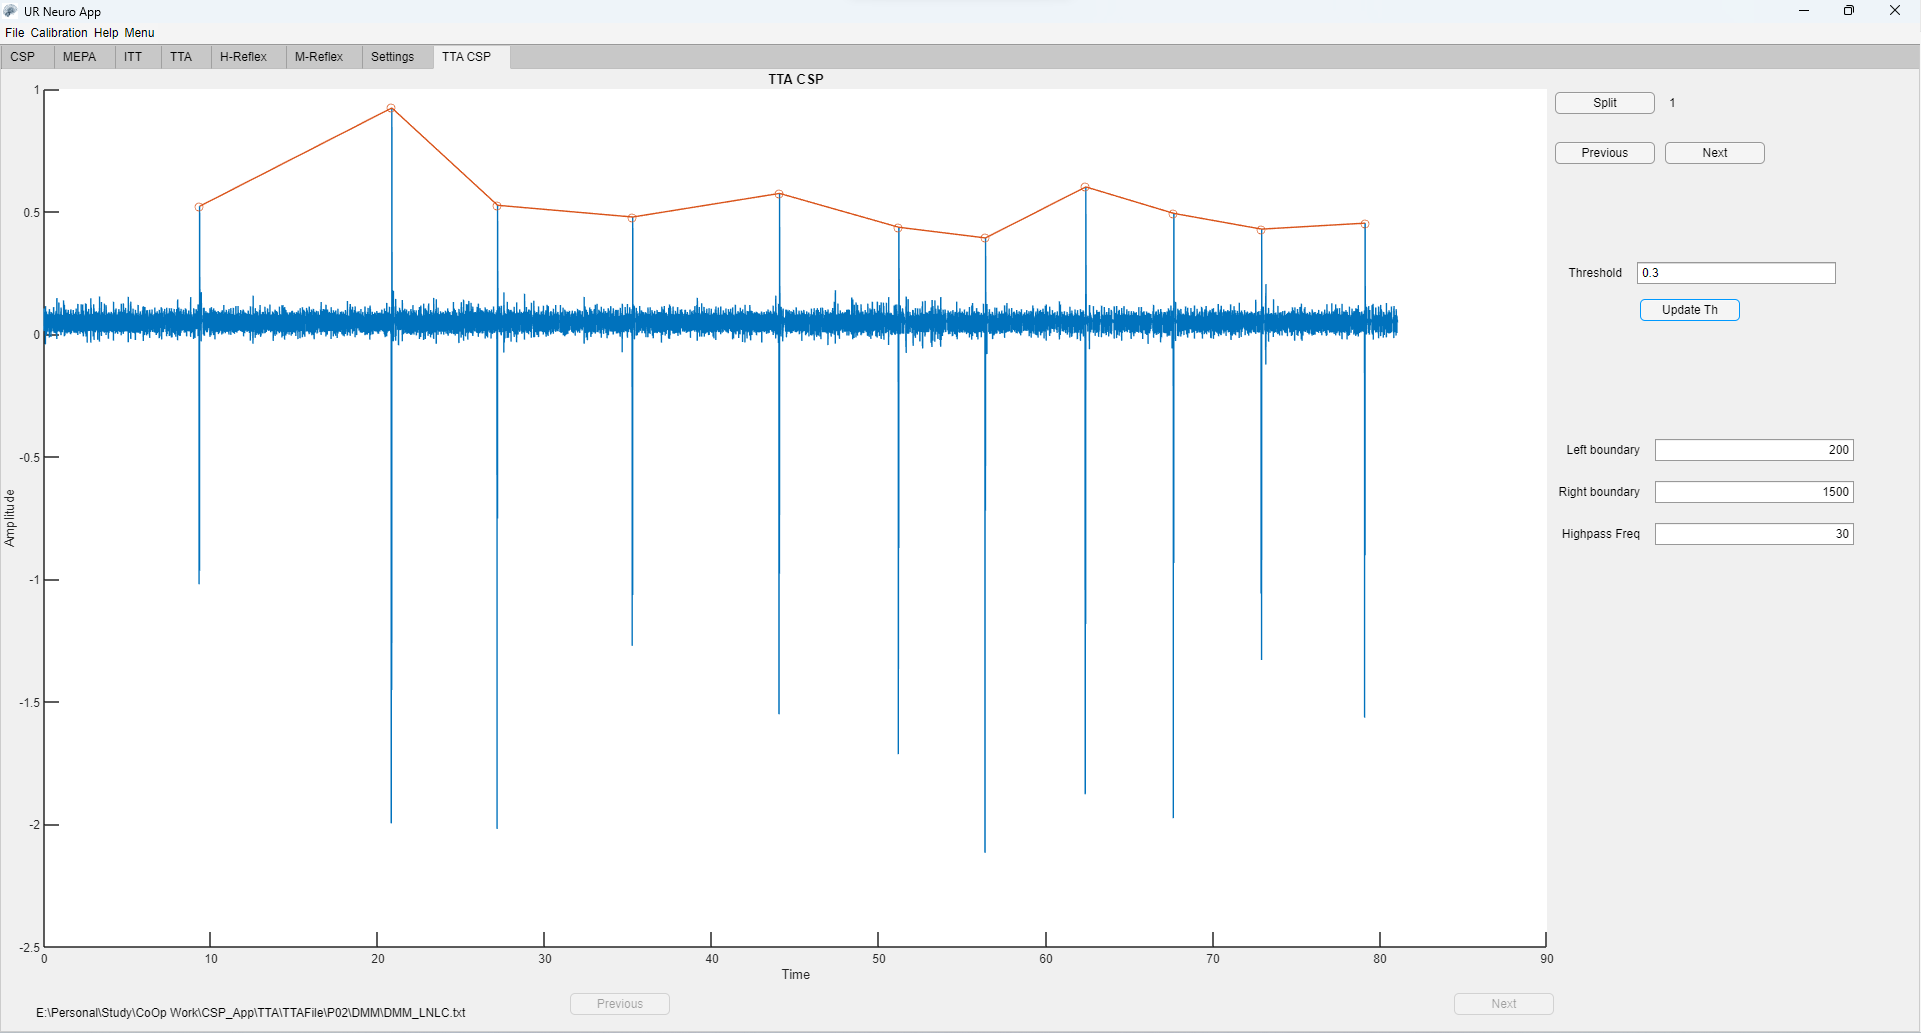 UR Neuro App
File Calibration Help Menu
CSP MEPA ITT TTA H-Reflex M-Reflex Settings TTA CSP
TTA CSP
Split 1
Previous Next
Threshold 0.3
Update Th
Left boundary 200
Right boundary 1500
Highpass Freq 30
1
0.5
0
-0.5
-1
-1.5
-2
-2.5
Amplitude
0 10 20 30 40 50 60 70 80 90
Time
Previous Next
E:\Personal\Study\CoOp Work\CSP_App\TTA\TTAFile\P02\DMM\DMM_LNLC.txt